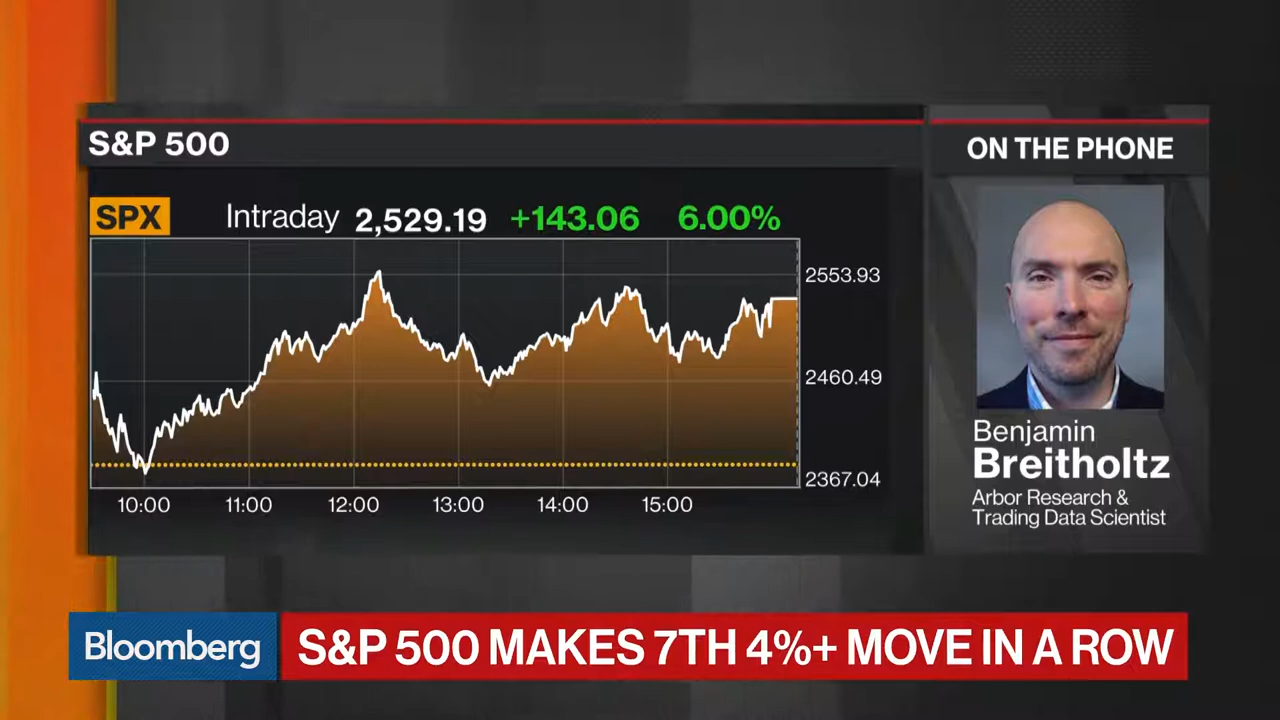 S&P 500
ON THE PHONE
SPX Intraday 2,529.19 +143.06 6.00%
2553.93
2460.49
2367.04
10:00 11:00 12:00 13:00 14:00 15:00
Benjamin
Breitholtz
Arbor Research &
Trading Data Scientist
Bloomberg
S&P 500 MAKES 7TH 4%+ MOVE IN A ROW